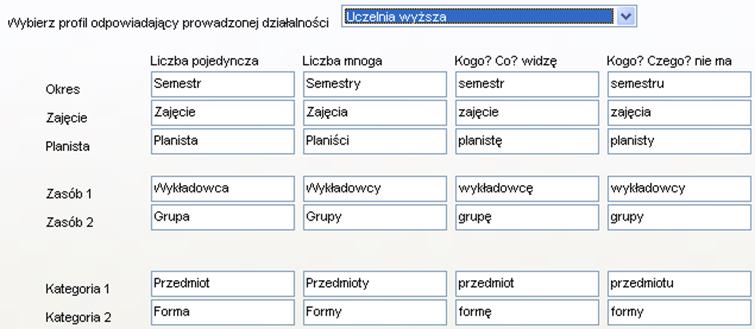 Wybierz profil odpowiadający prowadzonej działalności Uczelnia wyższa
Liczba pojedyncza Liczba mnoga Kogo? Co? widzę Kogo? Czego? nie ma
Okres Semestr Semestry semestr semestru
Zajęcie Zajęcie Zajęcia zajęcie zajęcia
Planista Planista Planiści planistę planisty
Zasób 1 Wykładowca Wykładowcy wykładowcę wykładowcy
Zasób 2 Grupa Grupy grupę grupy
Kategoria 1 Przedmiot Przedmioty przedmiot przedmiotu
Kategoria 2 Forma Formy formę formy